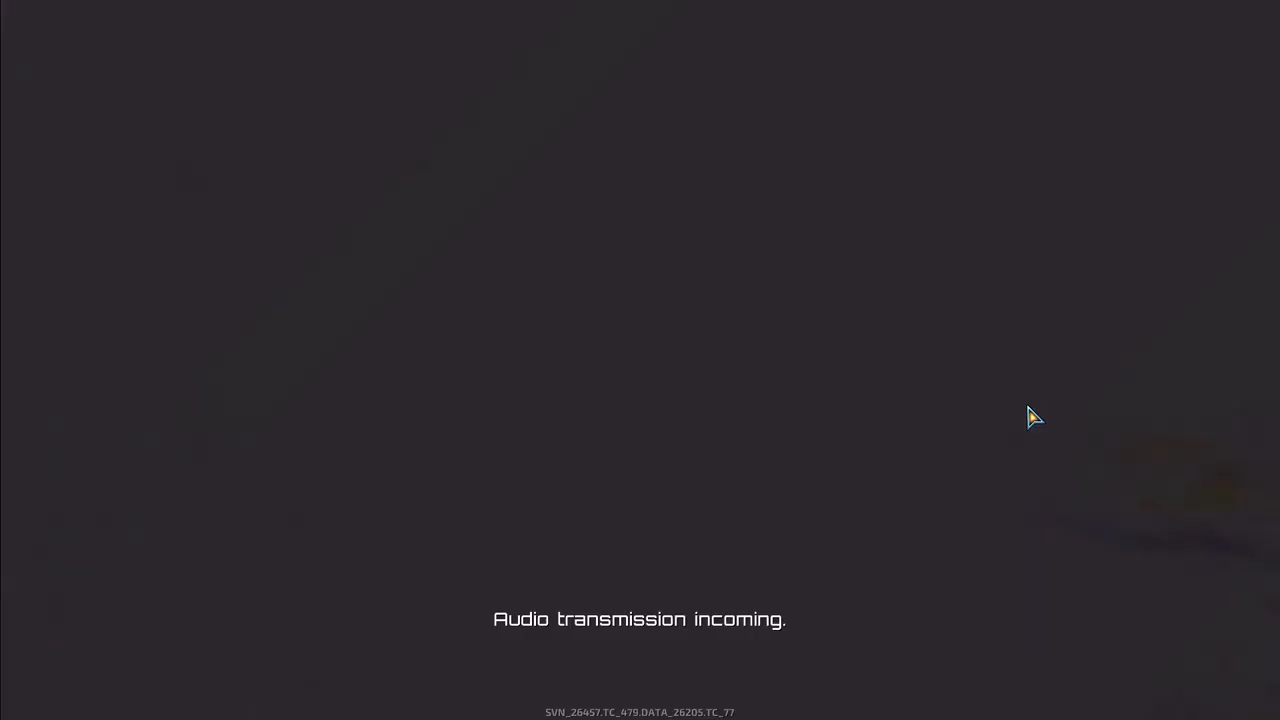 Audio transmission incoming.
SVN_26457.TC_479.DATA_26205.TC_77